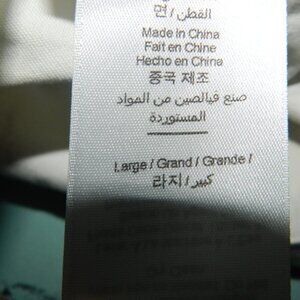 면 / القطن
Made in China
Fait en Chine
Hecho en China
중국 제조
صنع فيالصين من المواد
المستوردة
Large / Grand / Grande /
라지 / كبير